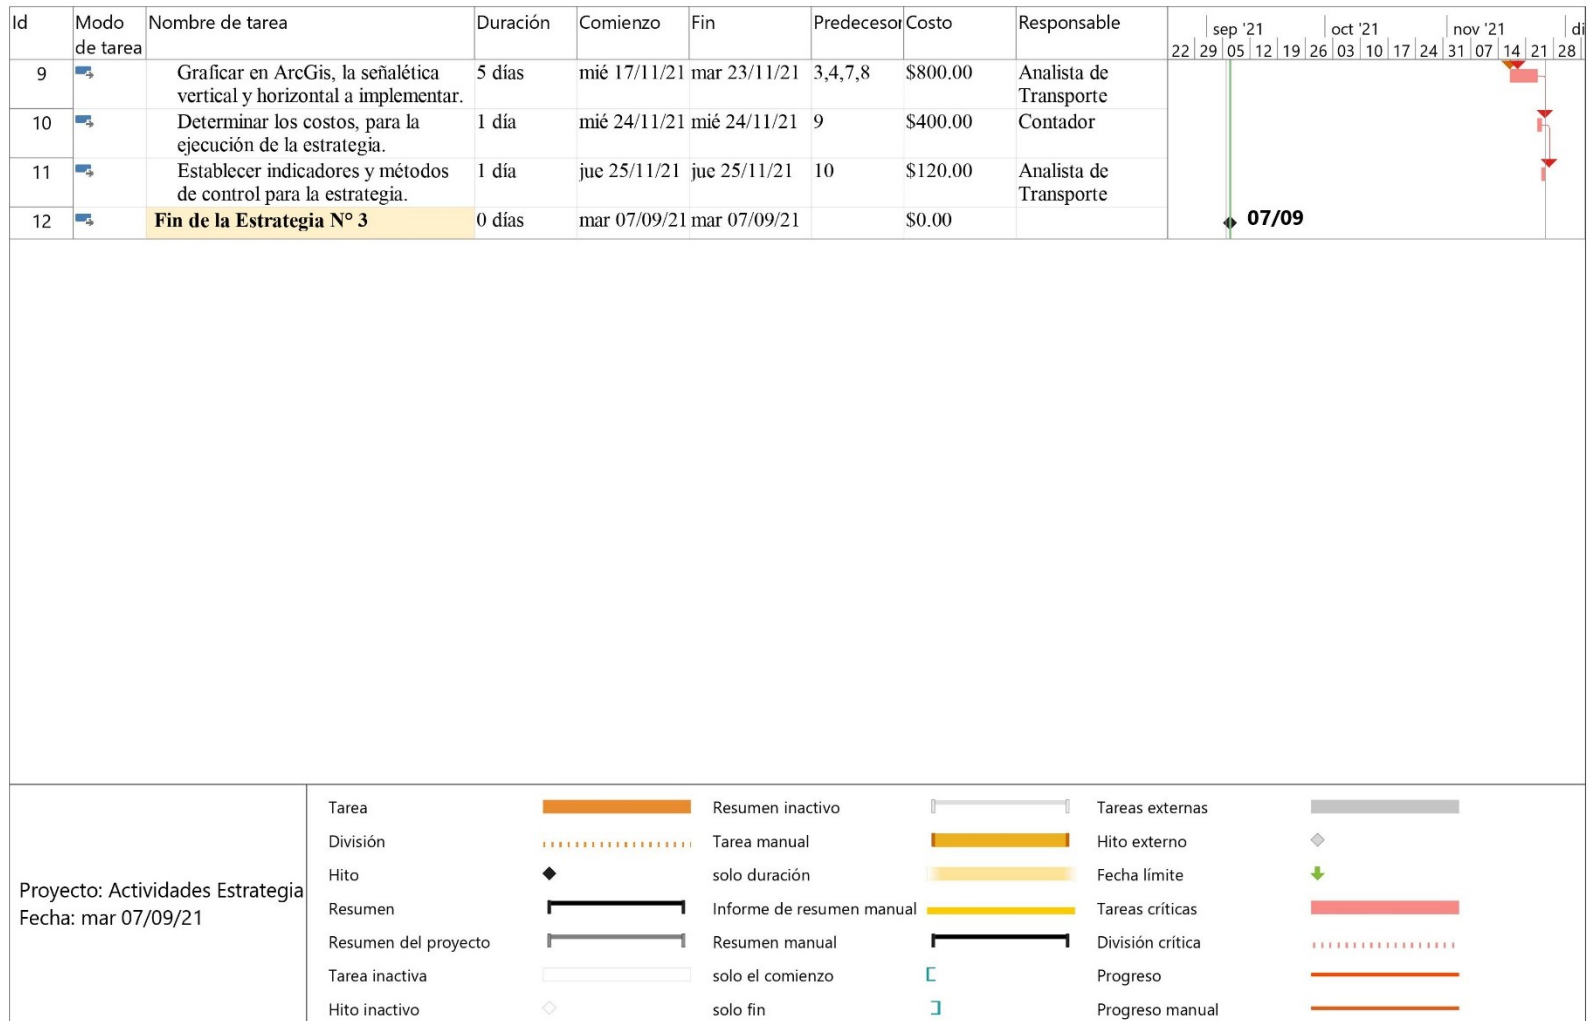 Id Modo de tarea Nombre de tarea Duración Comienzo Fin Predecesor Costo Responsable
sep '21 oct '21 nov '21 di
22 29 05 12 19 26 03 10 17 24 31 07 14 21 28
9 Graficar en ArcGis, la señalética vertical y horizontal a implementar. 5 días mié 17/11/21 mar 23/11/21 3,4,7,8 $800.00 Analista de Transporte
10 Determinar los costos, para la ejecución de la estrategia. 1 día mié 24/11/21 mié 24/11/21 9 $400.00 Contador
11 Establecer indicadores y métodos de control para la estrategia. 1 día jue 25/11/21 jue 25/11/21 10 $120.00 Analista de Transporte
12 Fin de la Estrategia N° 3 0 días mar 07/09/21 mar 07/09/21 $0.00
07/09
Proyecto: Actividades Estrategia
Fecha: mar 07/09/21
Tarea
División
Hito
Resumen
Resumen del proyecto
Tarea inactiva
Hito inactivo
Resumen inactivo
Tarea manual
solo duración
Informe de resumen manual
Resumen manual
solo el comienzo
solo fin
Tareas externas
Hito externo
Fecha límite
Tareas críticas
División crítica
Progreso
Progreso manual